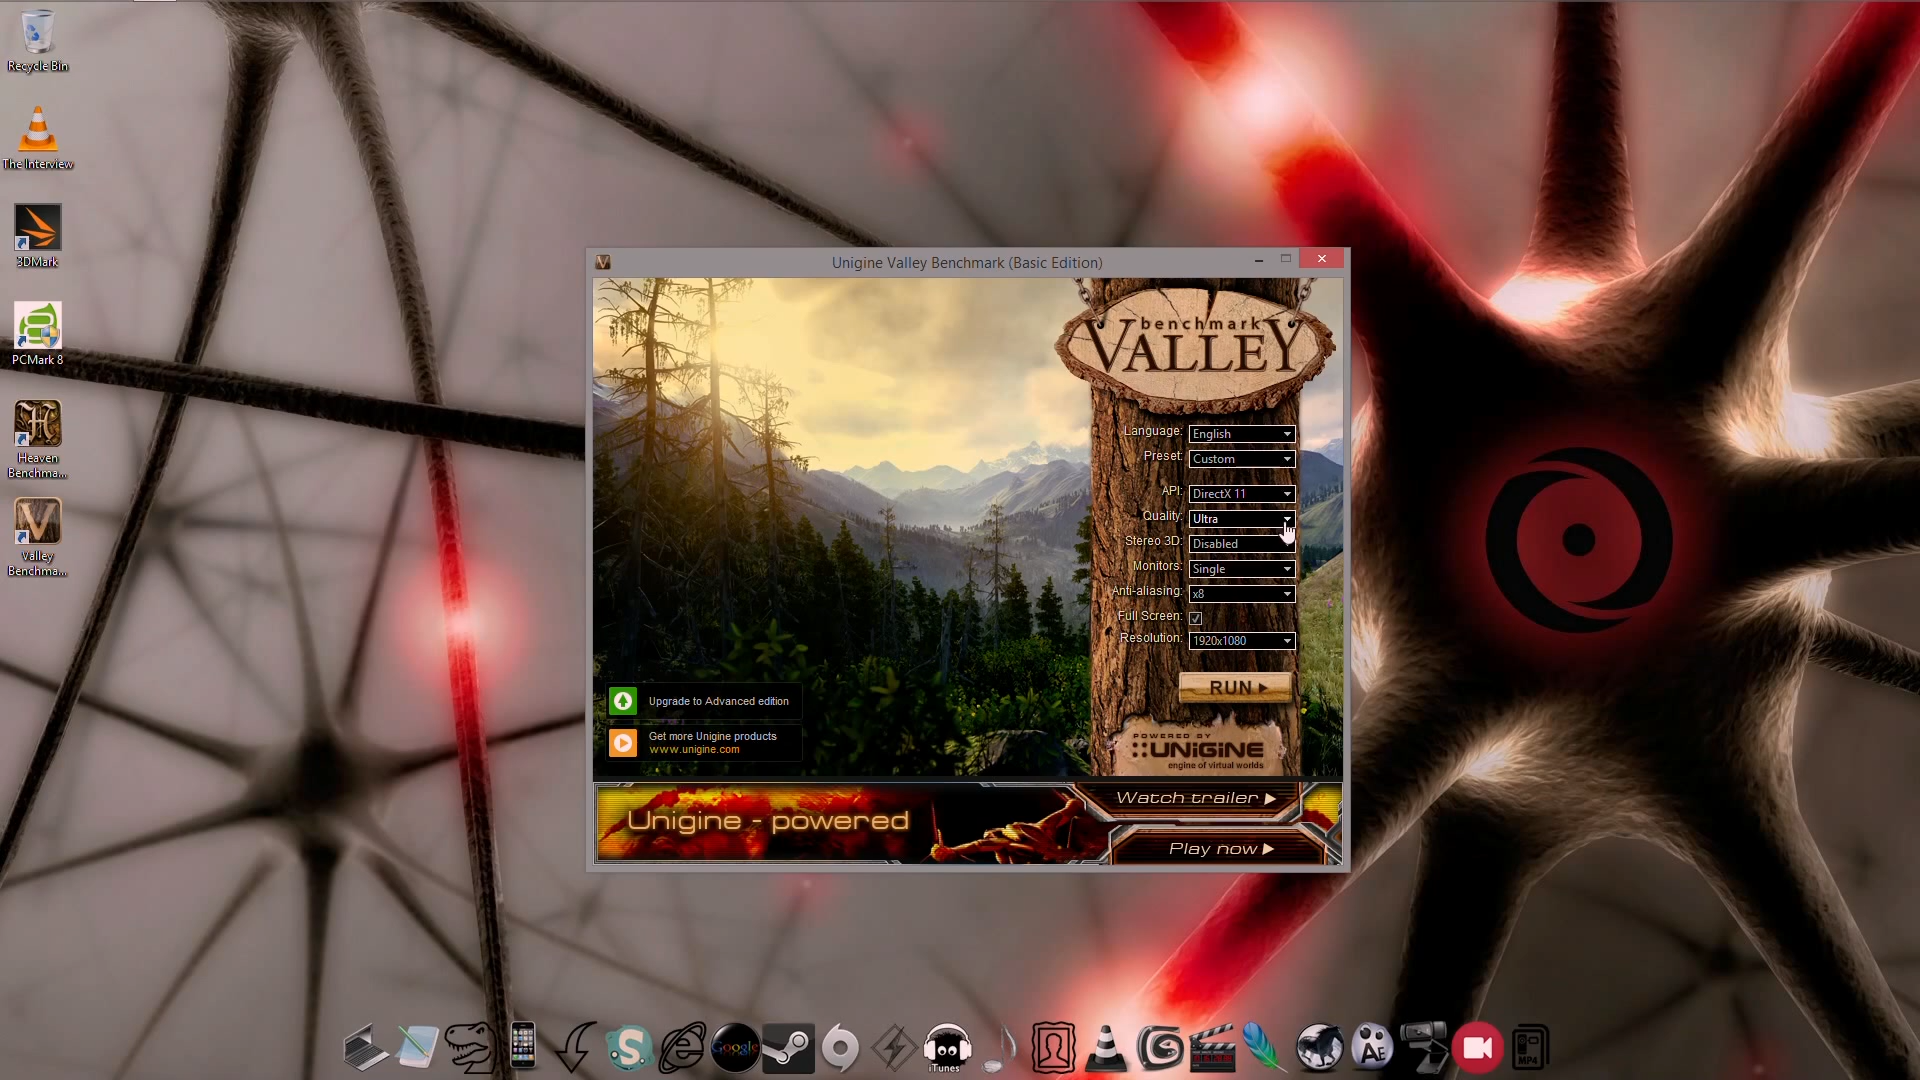 Recycle Bin
The Interview
3DMark
PCMark 8
Heaven
Benchma...
Valley
Benchma...
Unigine Valley Benchmark (Basic Edition)
benchmark
VALLEY
Language: English
Preset: Custom
API: DirectX 11
Quality: Ultra
Stereo 3D: Disabled
Monitors: Single
Anti-aliasing: x8
Full Screen:
Resolution: 1920x1080
RUN
Upgrade to Advanced edition
Get more Unigine products
www.unigine.com
POWERED BY
UNIGINE
engine of virtual worlds
Unigine - powered
Watch trailer
Play now
Google
iTunes
AE
MP4